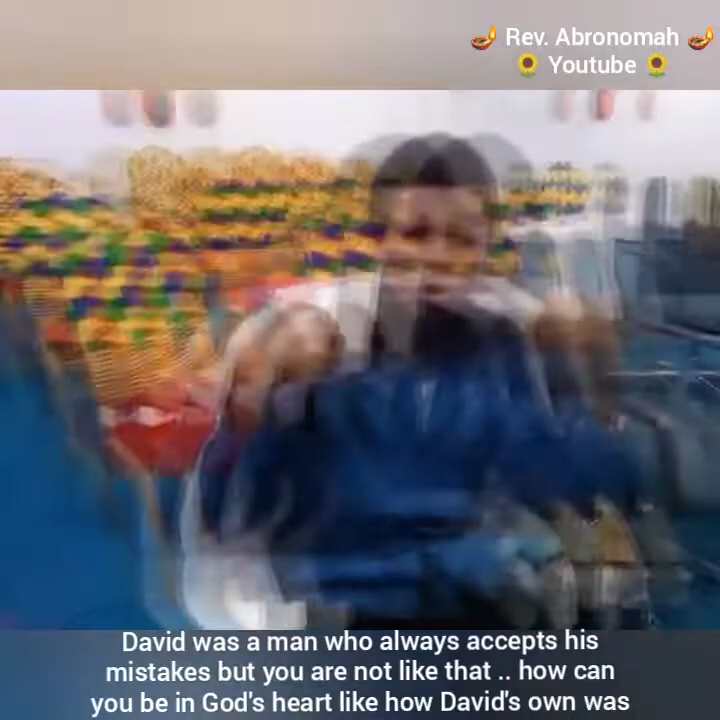 🪔 Rev. Abronomah 🪔
🌻 Youtube 🌻
David was a man who always accepts his
mistakes but you are not like that .. how can
you be in God's heart like how David's own was